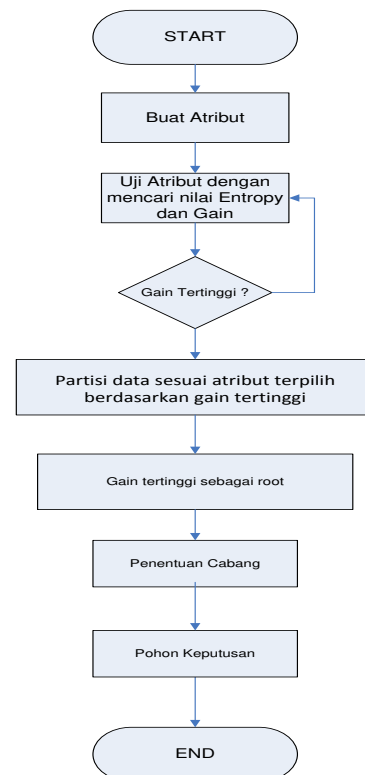 START
Buat Atribut
Uji Atribut dengan
mencari nilai Entropy
dan Gain
Gain Tertinggi ?
Partisi data sesuai atribut terpilih
berdasarkan gain tertinggi
Gain tertinggi sebagai root
Penentuan Cabang
Pohon Keputusan
END